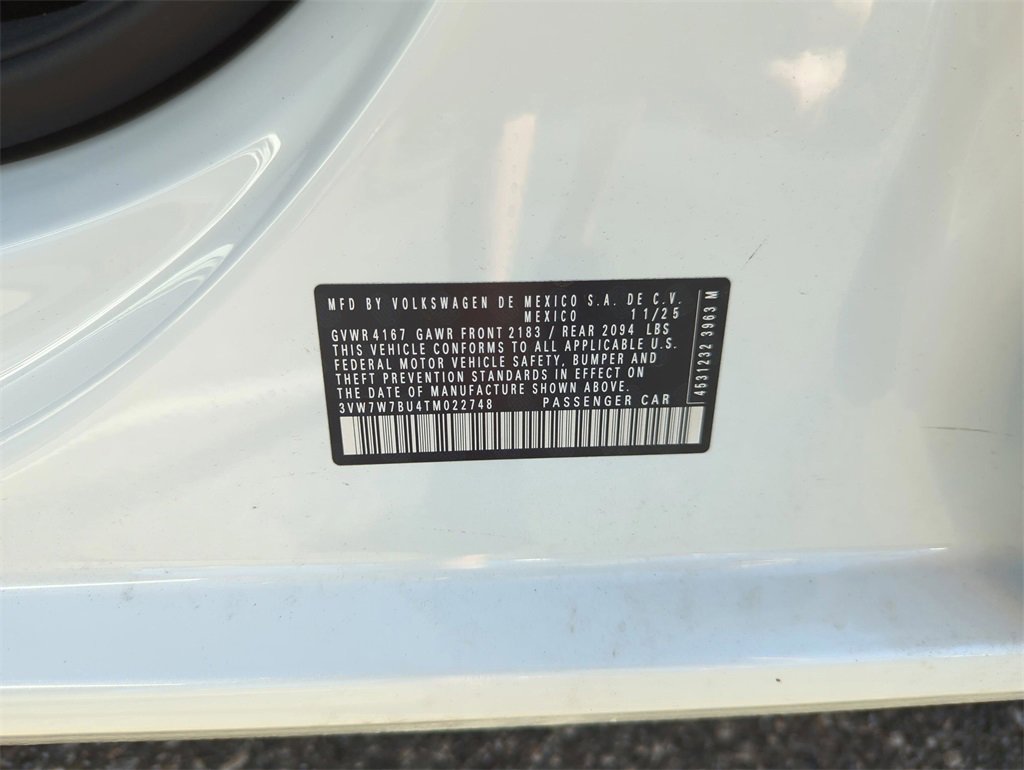 MFD BY VOLKSWAGEN DE MEXICO S.A. DE C.V.
MEXICO 11/25
GVWR 4167 GAWR FRONT 2183 / REAR 2094 LBS
THIS VEHICLE CONFORMS TO ALL APPLICABLE U.S.
FEDERAL MOTOR VEHICLE SAFETY, BUMPER AND
THEFT PREVENTION STANDARDS IN EFFECT ON
THE DATE OF MANUFACTURE SHOWN ABOVE.
3VW7W7BU4TM022748 PASSENGER CAR
4531232 3963 M